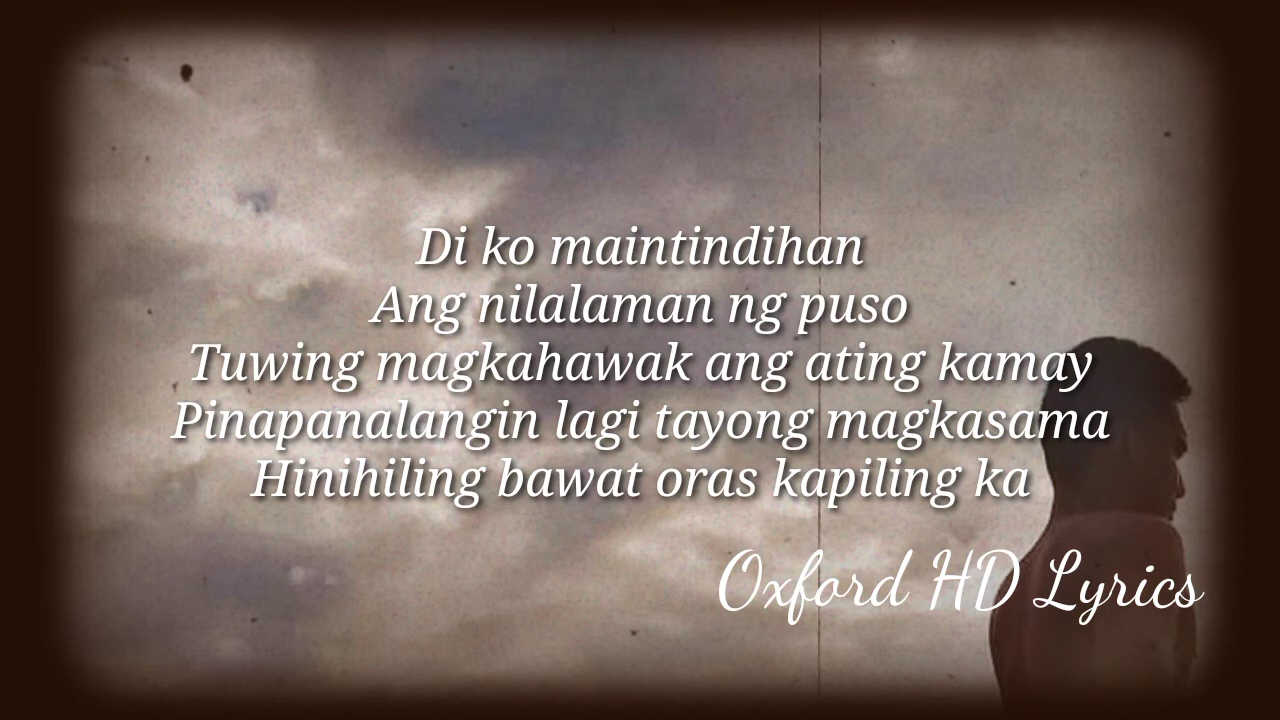 Di ko maintindihan
Ang nilalaman ng puso
Tuwing magkahawak ang ating kamay
Pinapanalangin lagi tayong magkasama
Hinihiling bawat oras kapiling ka
Oxford HD Lyrics